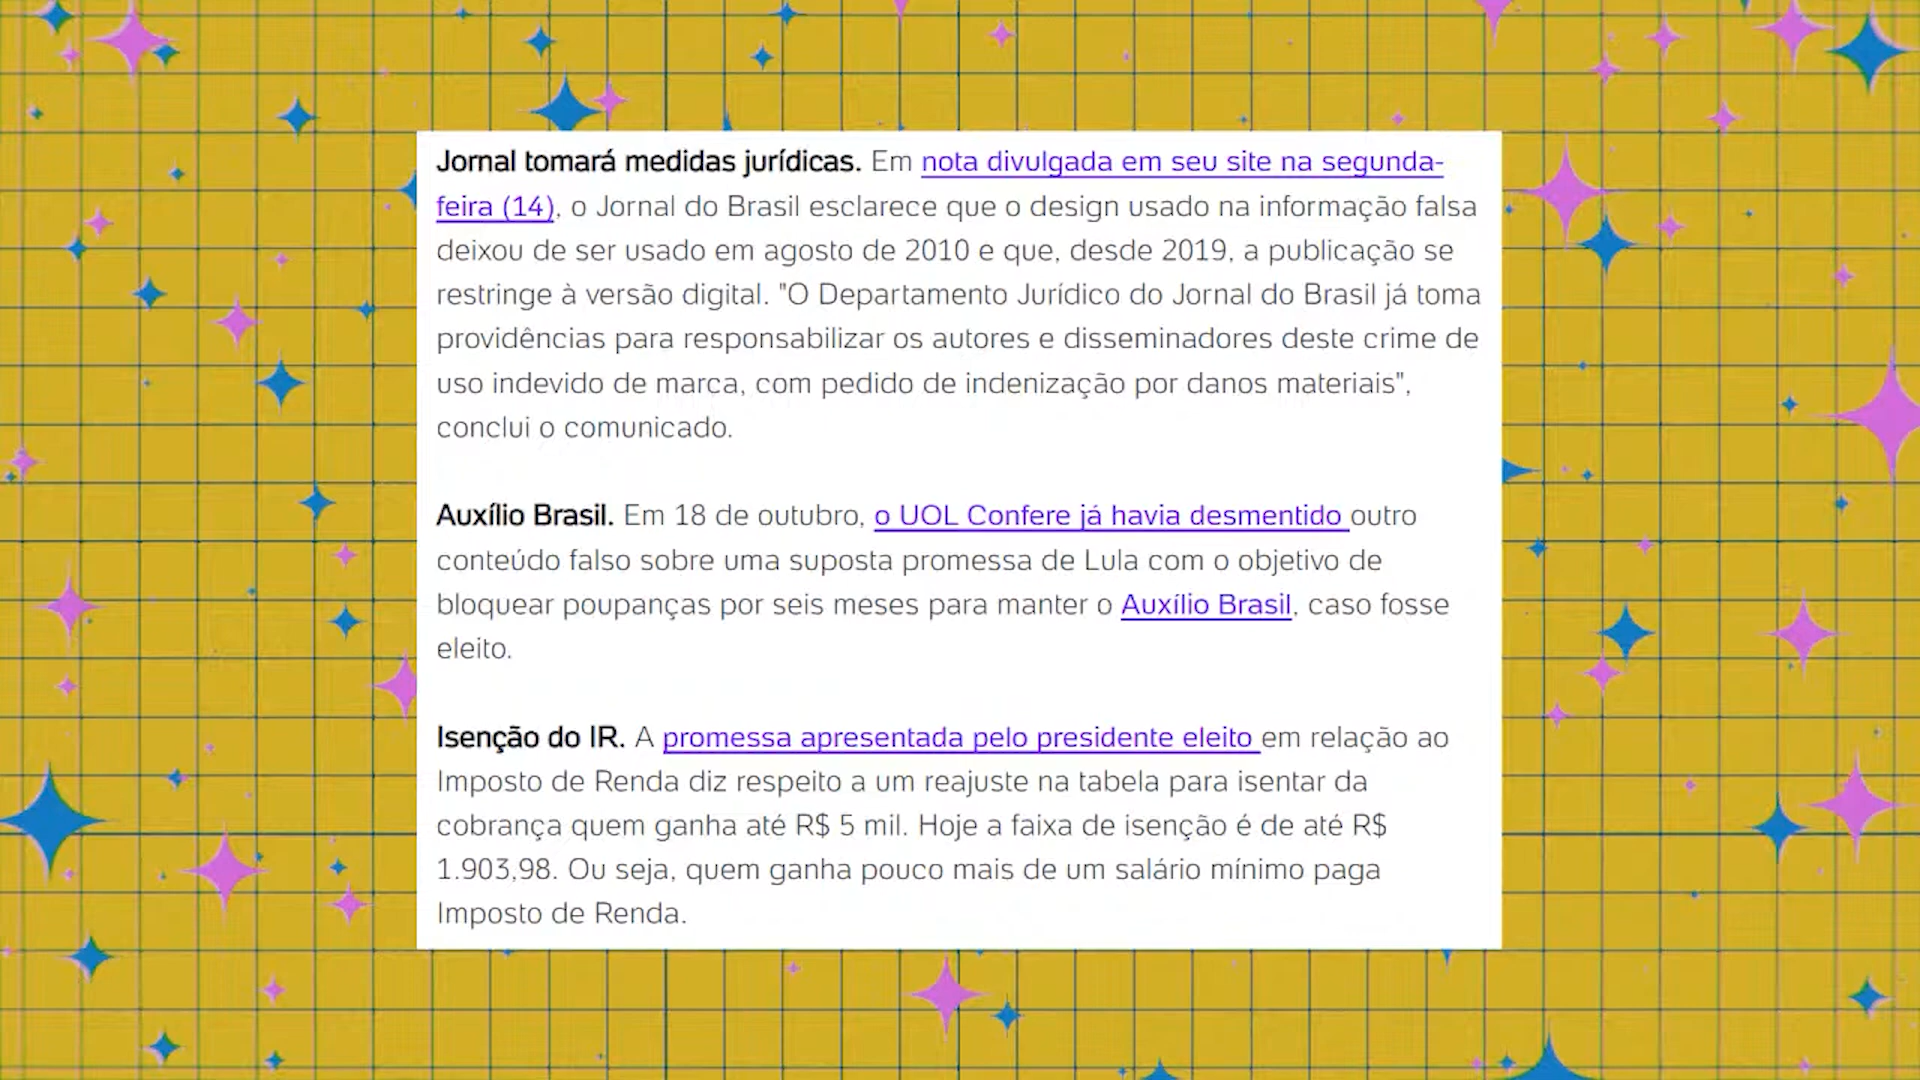 Jornal tomará medidas jurídicas. Em nota divulgada em seu site na segunda-
feira (14), o Jornal do Brasil esclarece que o design usado na informação falsa
deixou de ser usado em agosto de 2010 e que, desde 2019, a publicação se
restringe à versão digital. "O Departamento Jurídico do Jornal do Brasil já toma
providências para responsabilizar os autores e disseminadores deste crime de
uso indevido de marca, com pedido de indenização por danos materiais",
conclui o comunicado.
Auxílio Brasil. Em 18 de outubro, o UOL Confere já havia desmentido outro
conteúdo falso sobre uma suposta promessa de Lula com o objetivo de
bloquear poupanças por seis meses para manter o Auxílio Brasil, caso fosse
eleito.
Isenção do IR. A promessa apresentada pelo presidente eleito em relação ao
Imposto de Renda diz respeito a um reajuste na tabela para isentar da
cobrança quem ganha até R$ 5 mil. Hoje a faixa de isenção é de até R$
1.903,98. Ou seja, quem ganha pouco mais de um salário mínimo paga
Imposto de Renda.